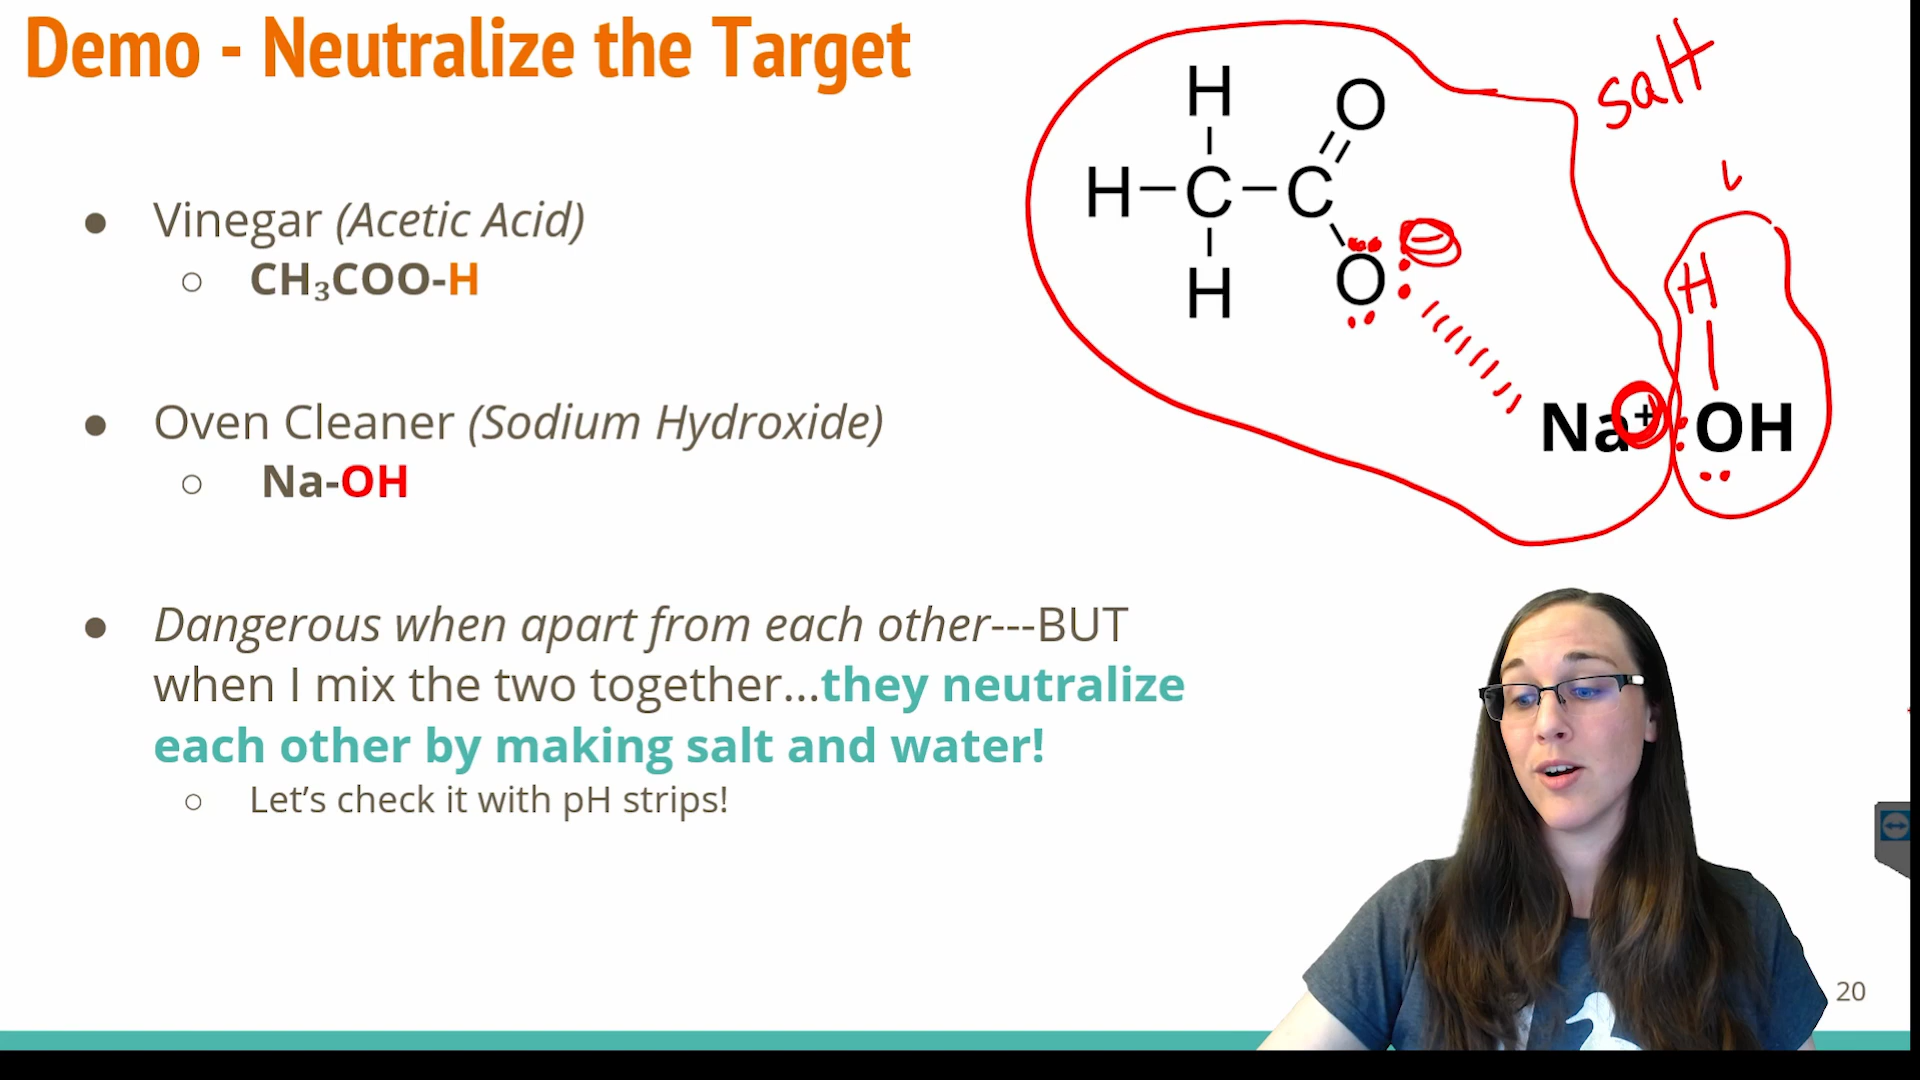 Demo - Neutralize the Target
● Vinegar (Acetic Acid)
○ CH₃COO-H
● Oven Cleaner (Sodium Hydroxide)
○ Na-OH
● Dangerous when apart from each other---BUT
when I mix the two together...they neutralize
each other by making salt and water!
○ Let's check it with pH strips!
salt
H O
H–C–C
H O
H
Na⁺ :OH
20